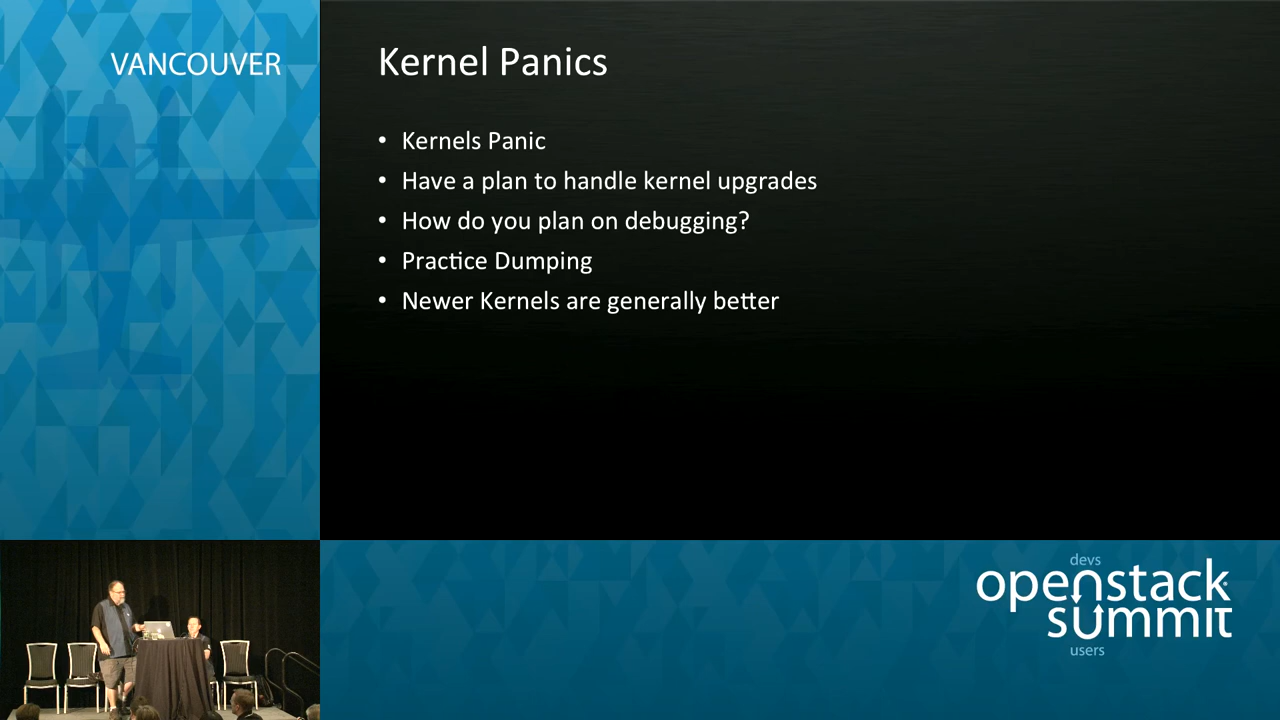 VANCOUVER
Kernel Panics
• Kernels Panic
• Have a plan to handle kernel upgrades
• How do you plan on debugging?
• Practice Dumping
• Newer Kernels are generally better
devs
openstack
summit
users